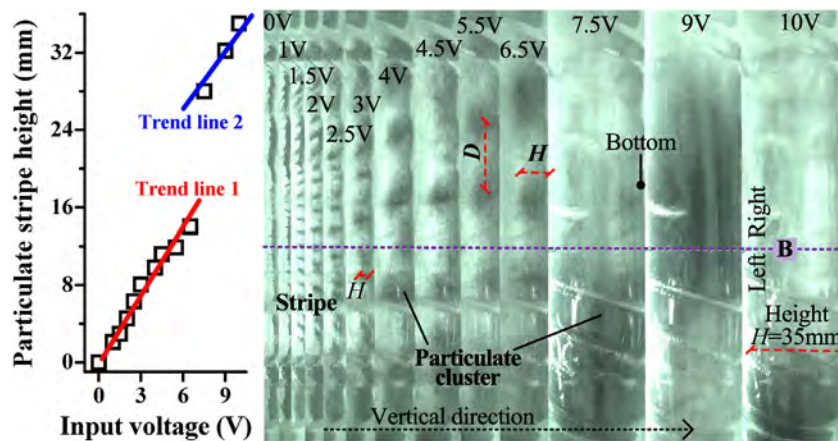 Particulate stripe height (mm)
32
24
16
8
0
0
3
6
9
Input voltage (V)
Trend line 2
Trend line 1
0V
1V
1.5V
2V
2.5V
3V
4V
4.5V
5.5V
6.5V
7.5V
9V
10V
D
H
Bottom
Left
Right
B
H
Stripe
Particulate
cluster
Height
H=35mm
Vertical direction